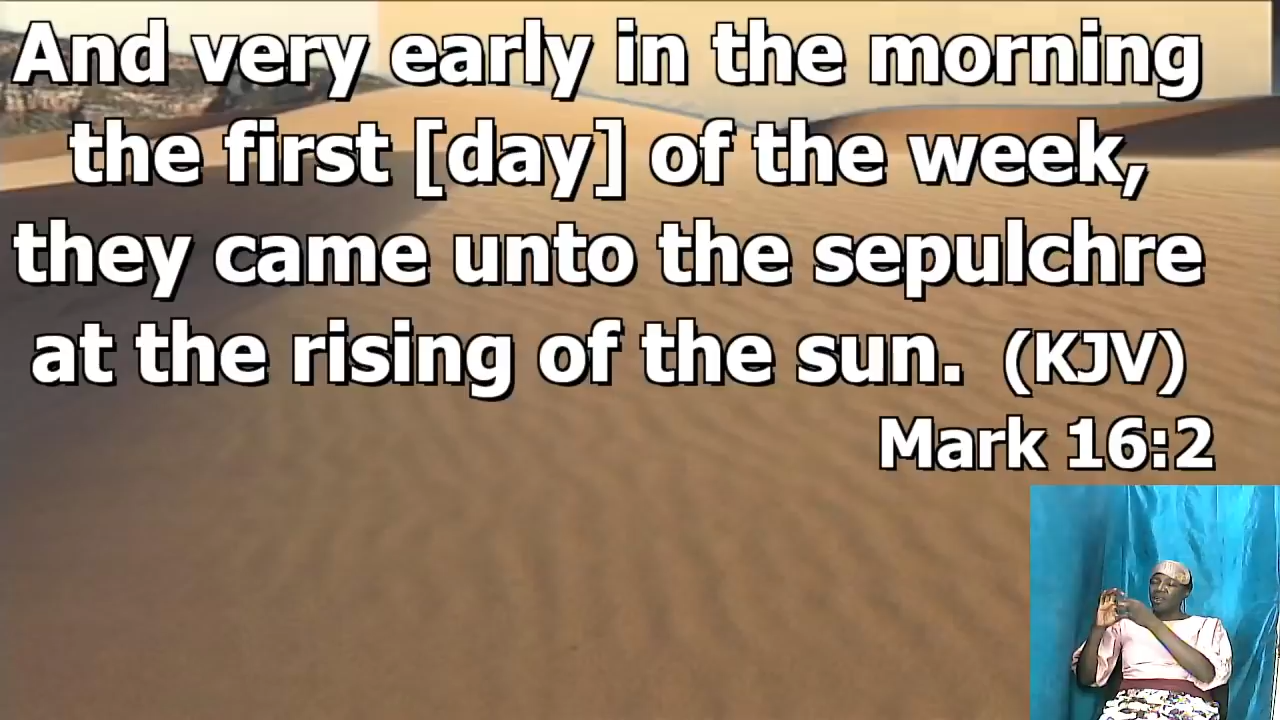 And very early in the morning
the first [day] of the week,
they came unto the sepulchre
at the rising of the sun. (KJV)
Mark 16:2